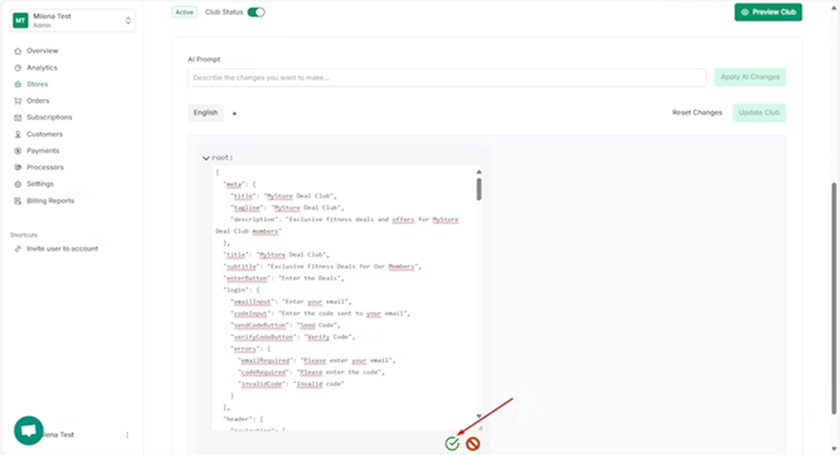 MT
Milena Test
Admin
Active
Club Status
Preview Club
Overview
Analytics
Stores
Orders
Subscriptions
Customers
Payments
Processors
Settings
Billing Reports
Shortcuts
Invite user to account
Milena Test
AI Prompt
Describe the changes you want to make...
Apply AI Changes
English
+
Reset Changes
Update Club
root:
{
"meta": {
"title": "MyStore Deal Club",
"tagline": "MyStore Deal Club",
"description": "Exclusive fitness deals and offers for MyStore
Deal Club members"
},
"title": "MyStore Deal Club",
"subtitle": "Exclusive Fitness Deals for Our Members",
"enterButton": "Enter the Deals",
"login": {
"emailInput": "Enter your email",
"codeInput": "Enter the code sent to your email",
"sendCodeButton": "Send Code",
"verifyCodeButton": "Verify Code",
"errors": {
"emailRequired": "Please enter your email",
"codeRequired": "Please enter the code",
"invalidCode": "Invalid code"
}
},
"header": {